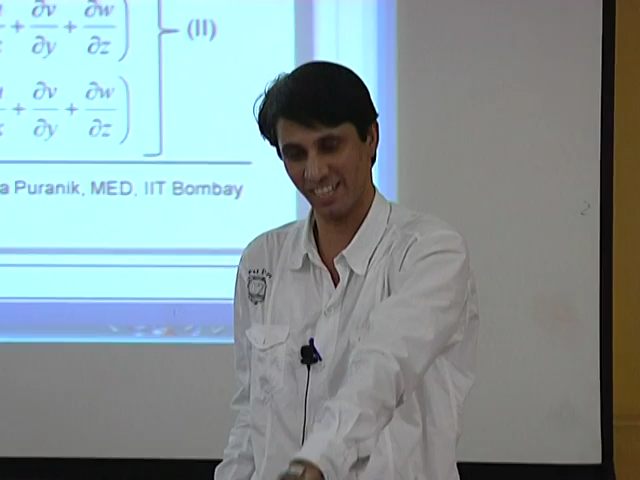 + ∂v/∂y + ∂w/∂z ) (II)
+ ∂v/∂y + ∂w/∂z )
a Puranik, MED, IIT Bombay